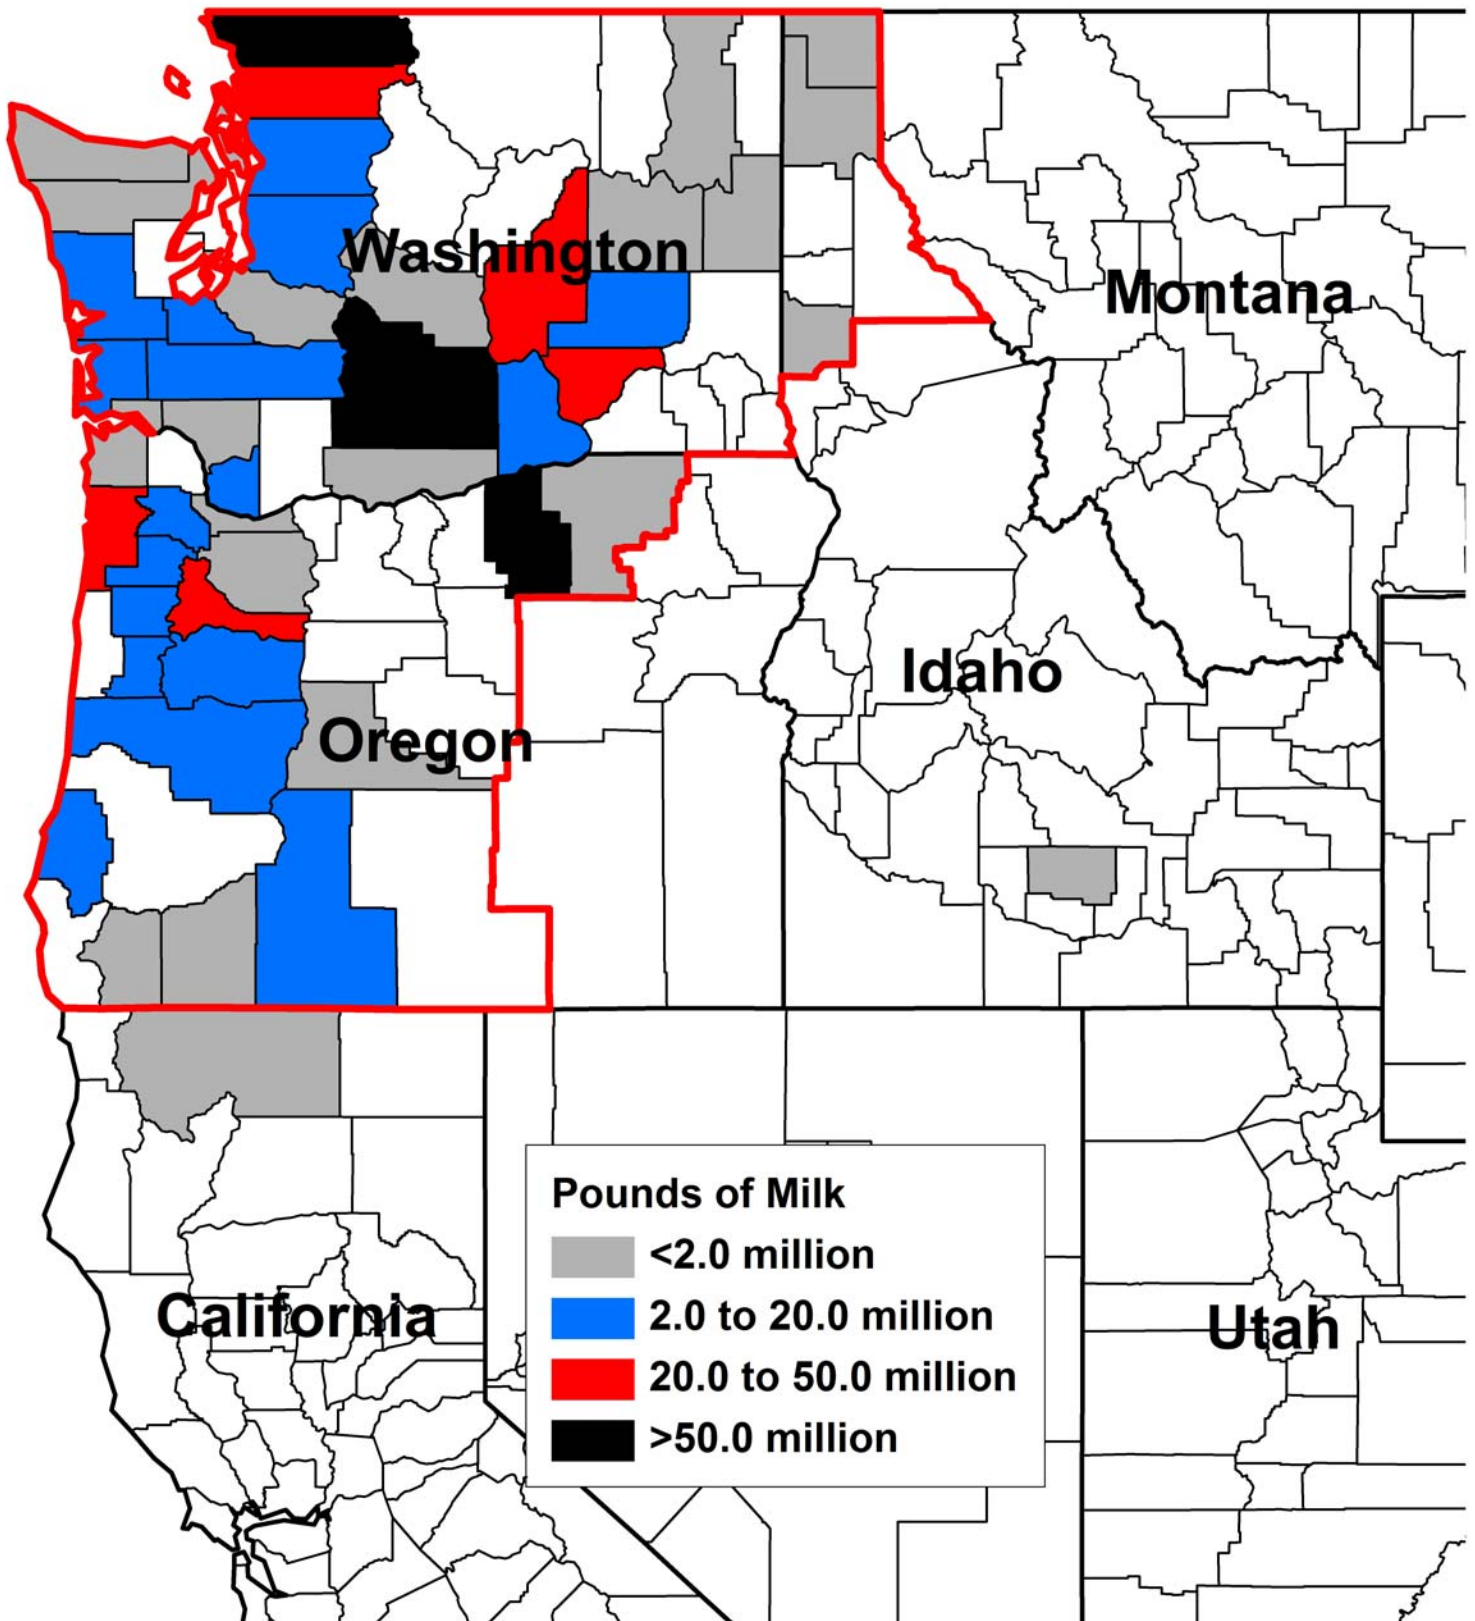 Washington
Montana
Idaho
Oregon
Pounds of Milk
<2.0 million
2.0 to 20.0 million
20.0 to 50.0 million
>50.0 million
California
Utah